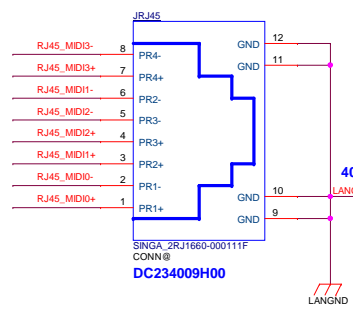 JRJ45
RJ45_MIDI3- 8 PR4- GND 12
RJ45_MIDI3+ 7 PR4+ GND 11
RJ45_MIDI1- 6 PR2-
RJ45_MIDI2- 5 PR3-
RJ45_MIDI2+ 4 PR3+
RJ45_MIDI1+ 3 PR2+
RJ45_MIDI0- 2 PR1- GND 10
RJ45_MIDI0+ 1 PR1+ GND 9
40
LANG
SINGA_2RJ1660-000111F
CONN@
DC234009H00
LANGND